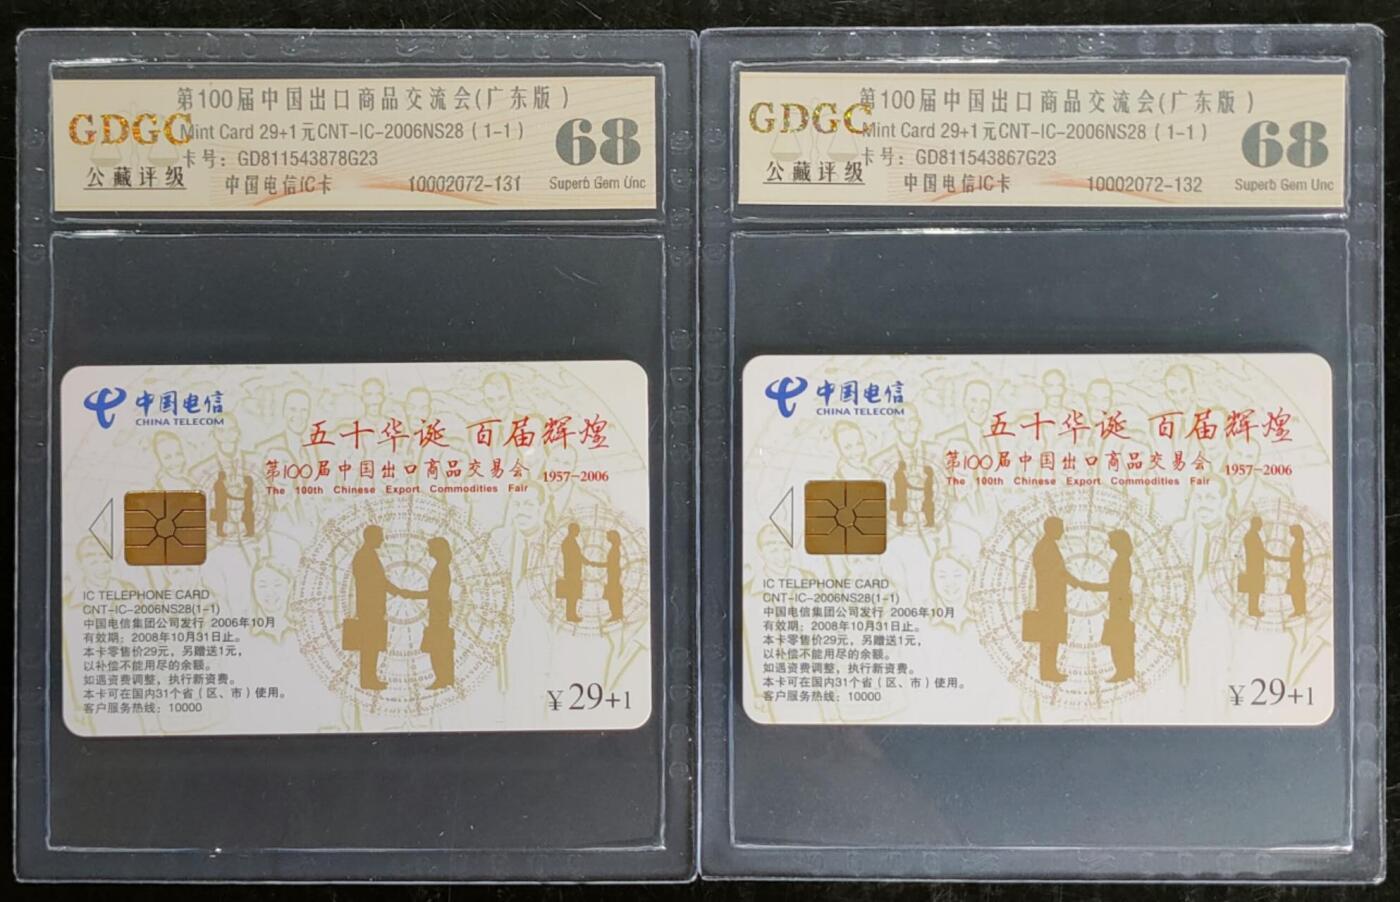 第100届中国出口商品交流会(广东版)
GDGC
Mint Card 29+1元CNT-IC-2006NS28(1-1)
68
卡号：GD811543878G23
公藏评级
中国电信IC卡
10002072-131
Superb Gem Unc
中国电信
CHINA TELECOM
五十华诞 百届辉煌
第100届中国出口商品交易会 1957-2006
The 100th Chinese Export Commodities Fair
IC TELEPHONE CARD
CNT-IC-2006NS28(1-1)
中国电信集团公司发行 2006年10月
有效期：2008年10月31日止。
本卡零售价29元，另赠送1元，
以补偿不能用尽的余额。
如遇资费调整，执行新资费。
本卡可在国内31个省（区、市）使用。
客户服务热线：10000
¥29+1
第100届中国出口商品交流会(广东版)
GDGC
Mint Card 29+1元CNT-IC-2006NS28(1-1)
68
卡号：GD811543867G23
公藏评级
中国电信IC卡
10002072-132
Superb Gem Unc
中国电信
CHINA TELECOM
五十华诞 百届辉煌
第100届中国出口商品交易会 1957-2006
The 100th Chinese Export Commodities Fair
IC TELEPHONE CARD
CNT-IC-2006NS28(1-1)
中国电信集团公司发行 2006年10月
有效期：2008年10月31日止。
本卡零售价29元，另赠送1元，
以补偿不能用尽的余额。
如遇资费调整，执行新资费。
本卡可在国内31个省（区、市）使用。
客户服务热线：10000
¥29+1